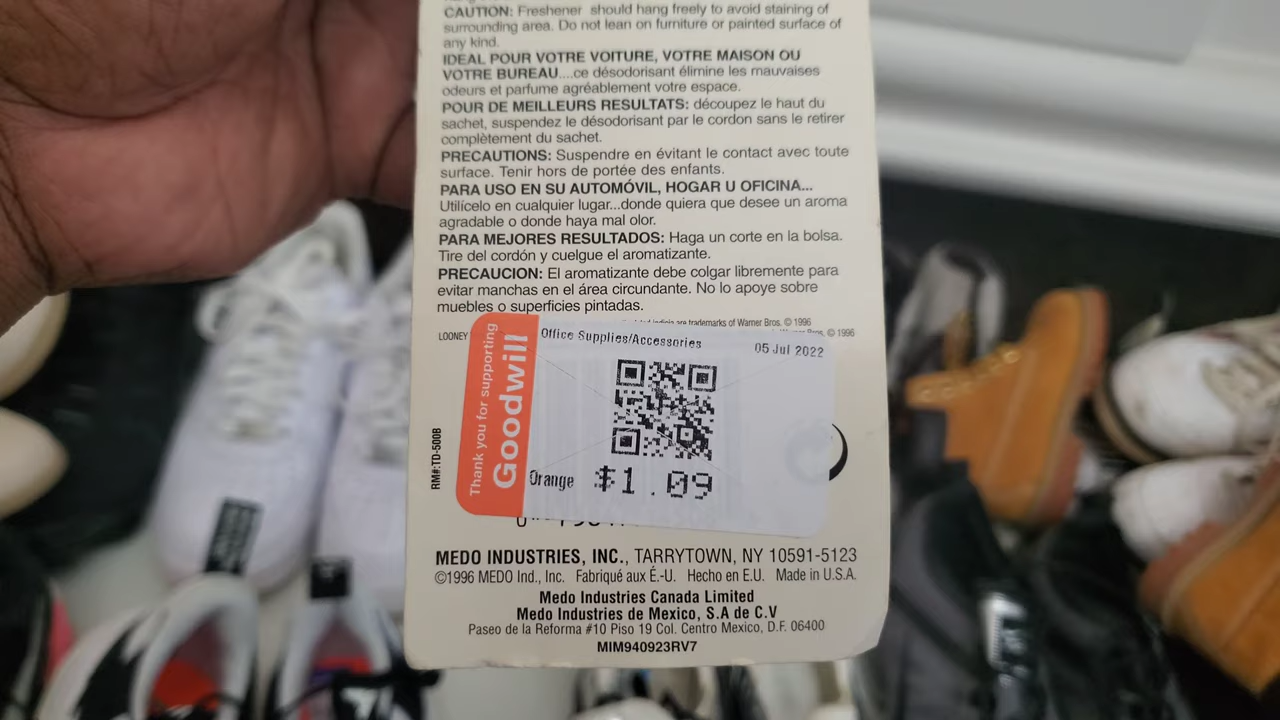 CAUTION: Freshener should hang freely to avoid staining of
surrounding area. Do not lean on furniture or painted surface of
any kind.
IDEAL POUR VOTRE VOITURE, VOTRE MAISON OU
VOTRE BUREAU....ce désodorisant élimine les mauvaises
odeurs et parfume agréablement votre espace.
POUR DE MEILLEURS RESULTATS: découpez le haut du
sachet, suspendez le désodorisant par le cordon sans le retirer
complètement du sachet.
PRECAUTIONS: Suspendre en évitant le contact avec toute
surface. Tenir hors de portée des enfants.
PARA USO EN SU AUTOMÓVIL, HOGAR U OFICINA...
Utilícelo en cualquier lugar...donde quiera que desee un aroma
agradable o donde haya mal olor.
PARA MEJORES RESULTADOS: Haga un corte en la bolsa.
Tire del cordón y cuelgue el aromatizante.
PRECAUCION: El aromatizante debe colgar libremente para
evitar manchas en el área circundante. No lo apoye sobre
muebles o superficies pintadas.
indicia are trademarks of Warner Bros. © 1996
LOONEY
Bros. © 1996
Thank you for supporting
Goodwill
Office Supplies/Accessories
05 Jul 2022
Orange $1.09
RM#:TD-500B
MEDO INDUSTRIES, INC., TARRYTOWN, NY 10591-5123
©1996 MEDO Ind., Inc. Fabriqué aux É.-U. Hecho en E.U. Made in U.S.A.
Medo Industries Canada Limited
Medo Industries de Mexico, S.A de C.V
Paseo de la Reforma #10 Piso 19 Col. Centro Mexico, D.F. 06400
MIM940923RV7